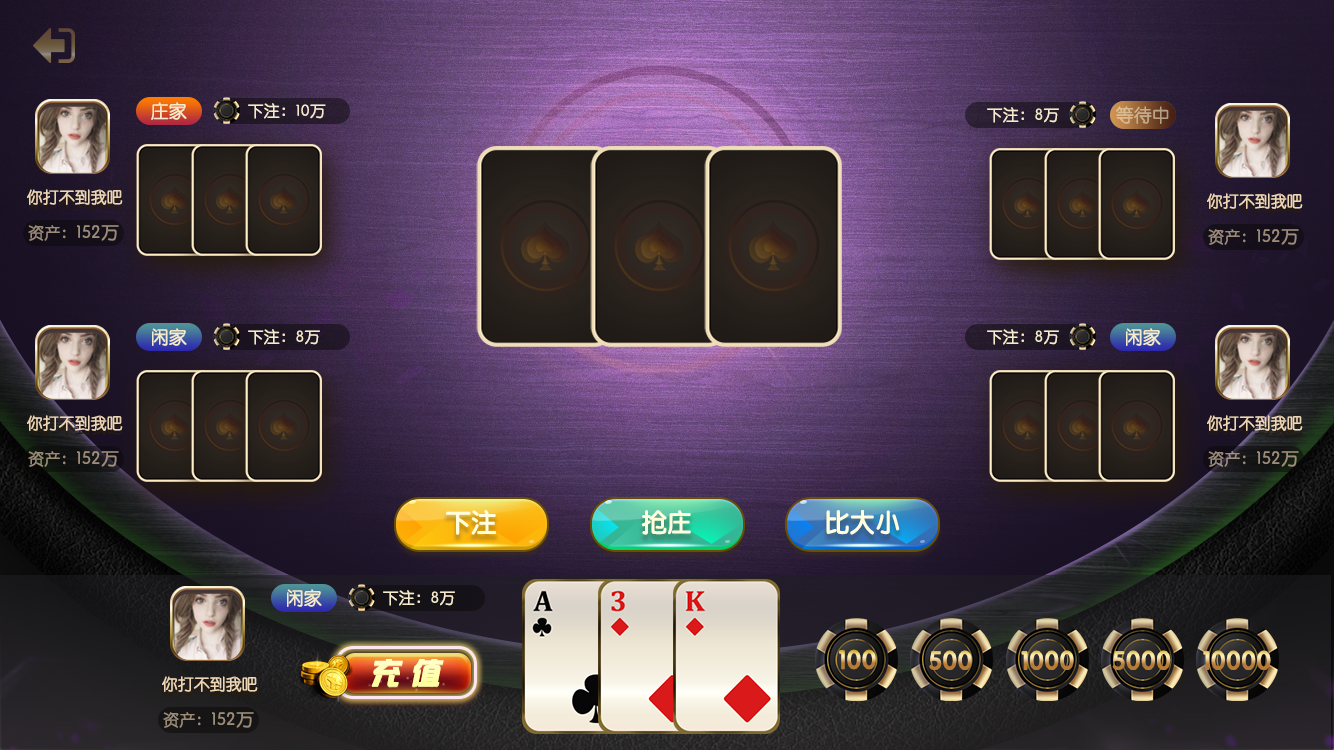 庄家
下注：10万
你打不到我吧
资产：152万
下注：8万
等待中
你打不到我吧
资产：152万
闲家
下注：8万
你打不到我吧
资产：152万
下注：8万
闲家
你打不到我吧
资产：152万
下注
抢庄
比大小
闲家
下注：8万
你打不到我吧
资产：152万
充值
A
3
K
100
500
1000
5000
10000